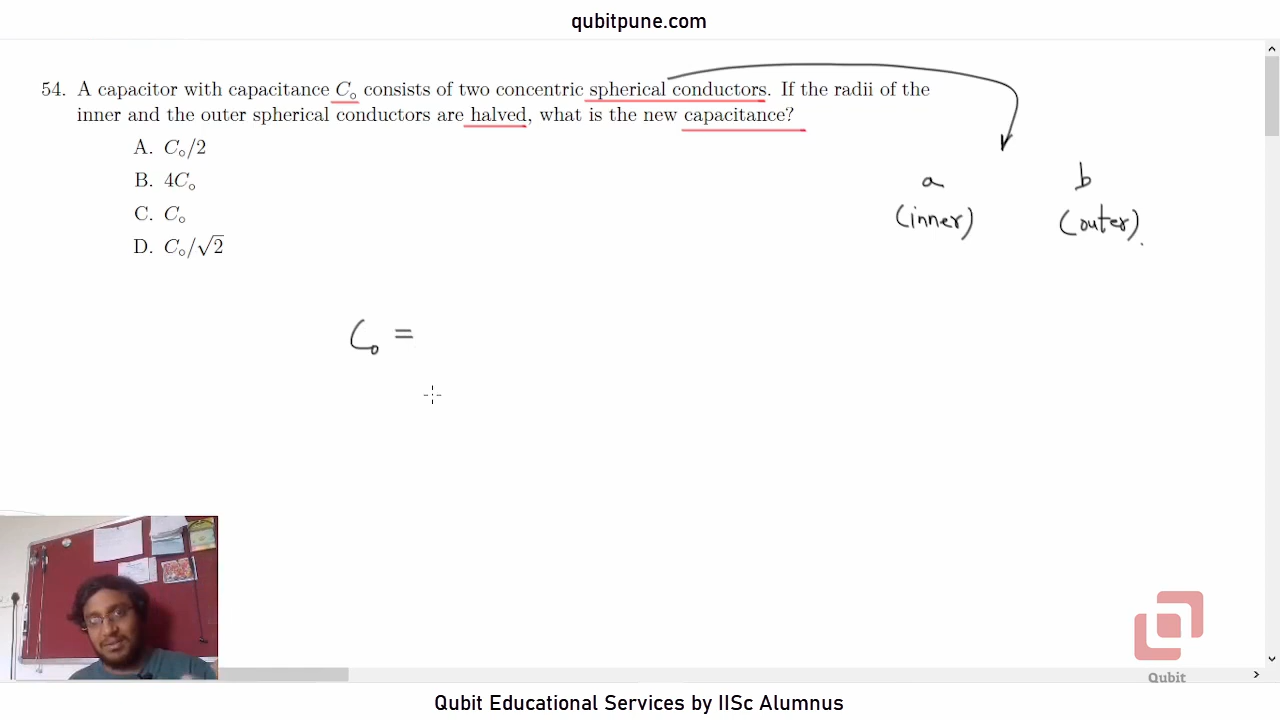 qubitpune.com
54. A capacitor with capacitance C₀ consists of two concentric spherical conductors. If the radii of the
inner and the outer spherical conductors are halved, what is the new capacitance?
A. C₀/2
B. 4C₀
C. C₀
D. C₀/√2
a b
(inner) (outer).
C₀ =
Qubit
Qubit Educational Services by IISc Alumnus